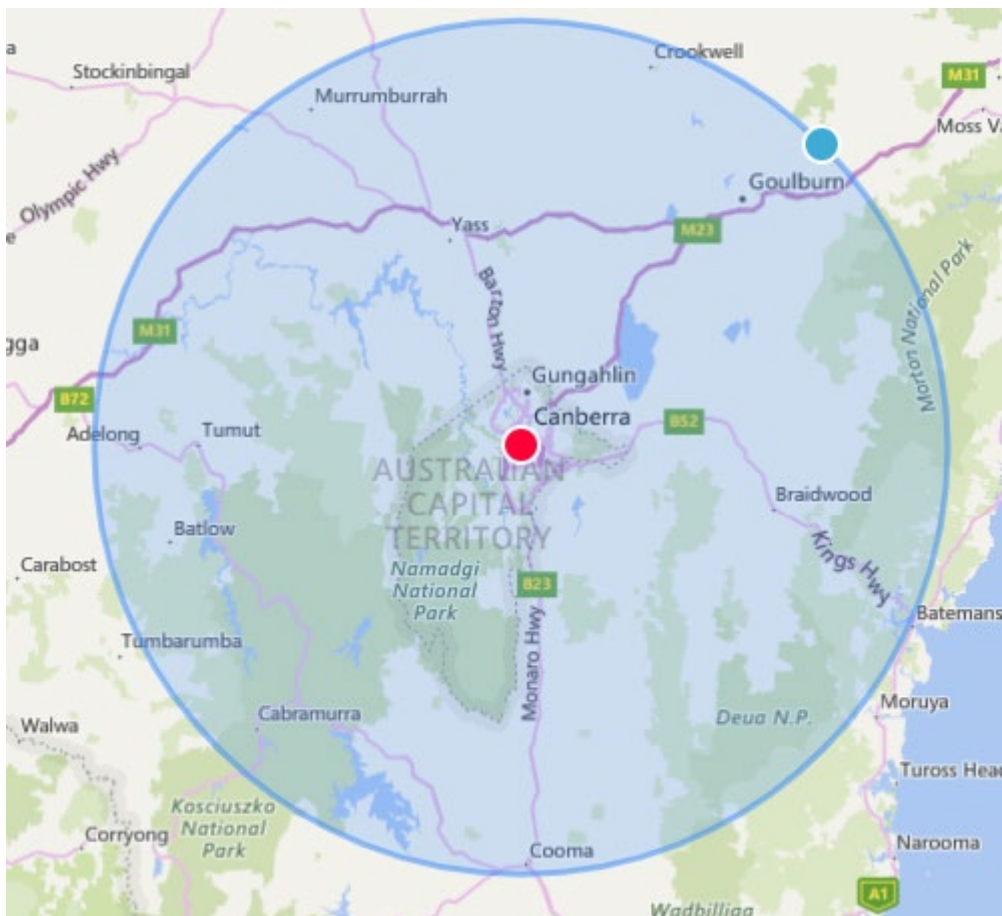 a
Stockinbingal
Murrumburrah
Crookwell
M31
Moss Va
Olympic Hwy
Goulburn
e
Yass
M23
Barton Hwy
Morton National Park
M31
gga
B72
Gungahlin
Canberra
Adelong
Tumut
B52
AUSTRALIAN
CAPITAL
TERRITORY
Braidwood
Batlow
Kings Hwy
Carabost
Namadgi
National
Park
B23
Batemans
Tumbarumba
Monaro Hwy
Walwa
Cabramurra
Deua N.P.
Moruya
Tuross Head
Kosciuszko
National
Park
Corryong
Cooma
Narooma
A1
Wadbilliga